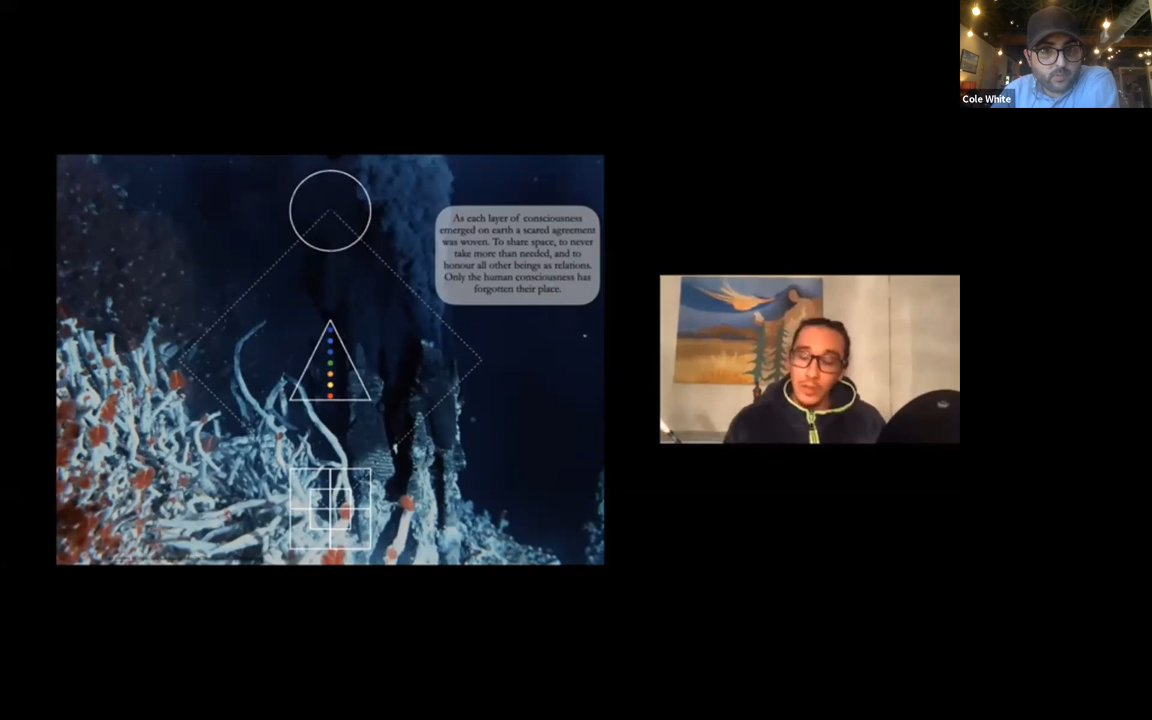 As each layer of consciousness
emerged on earth a scared agreement
was woven. To share space, to never
take more than needed, and to
honour all other beings as relations.
Only the human consciousness has
forgotten their place.
Cole White